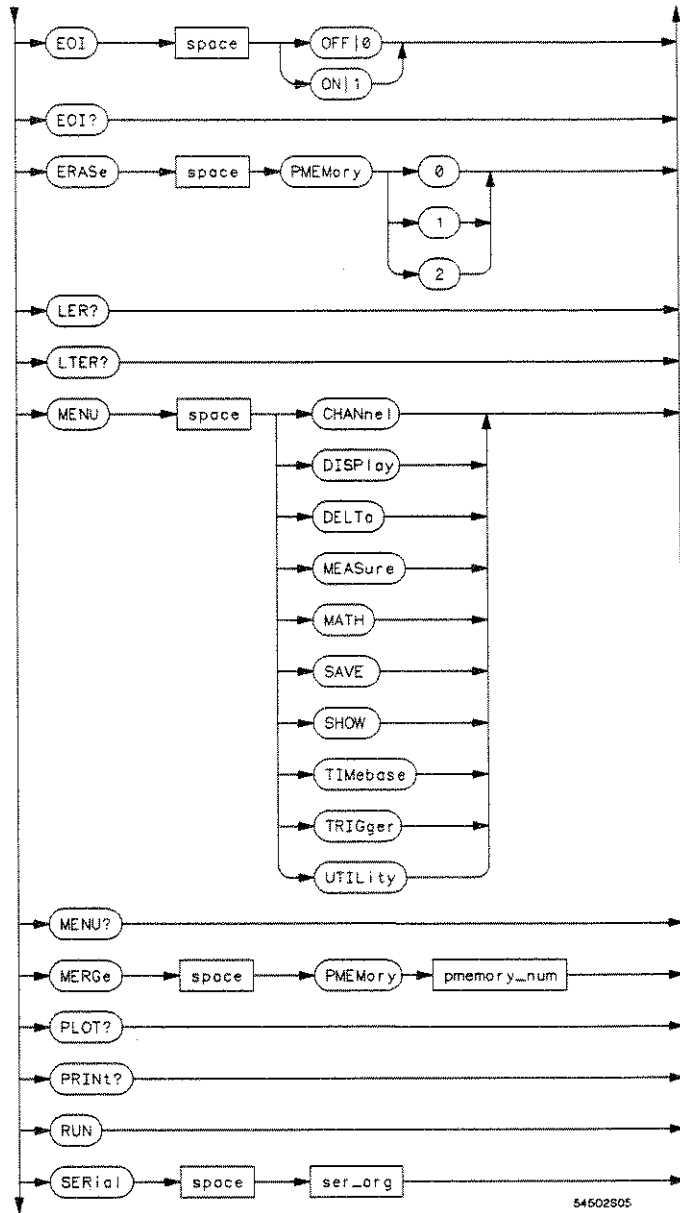 EOI space OFF|0
ON|1
EOI?
ERASe space PMEMory 0
1
2
LER?
LTER?
MENU space CHANnel
DISPlay
DELTa
MEASure
MATH
SAVE
SHOW
TIMebase
TRIGger
UTILity
MENU?
MERGe space PMEMory pmemory_num
PLOT?
PRINt?
RUN
SERial space ser_arg
54502S05